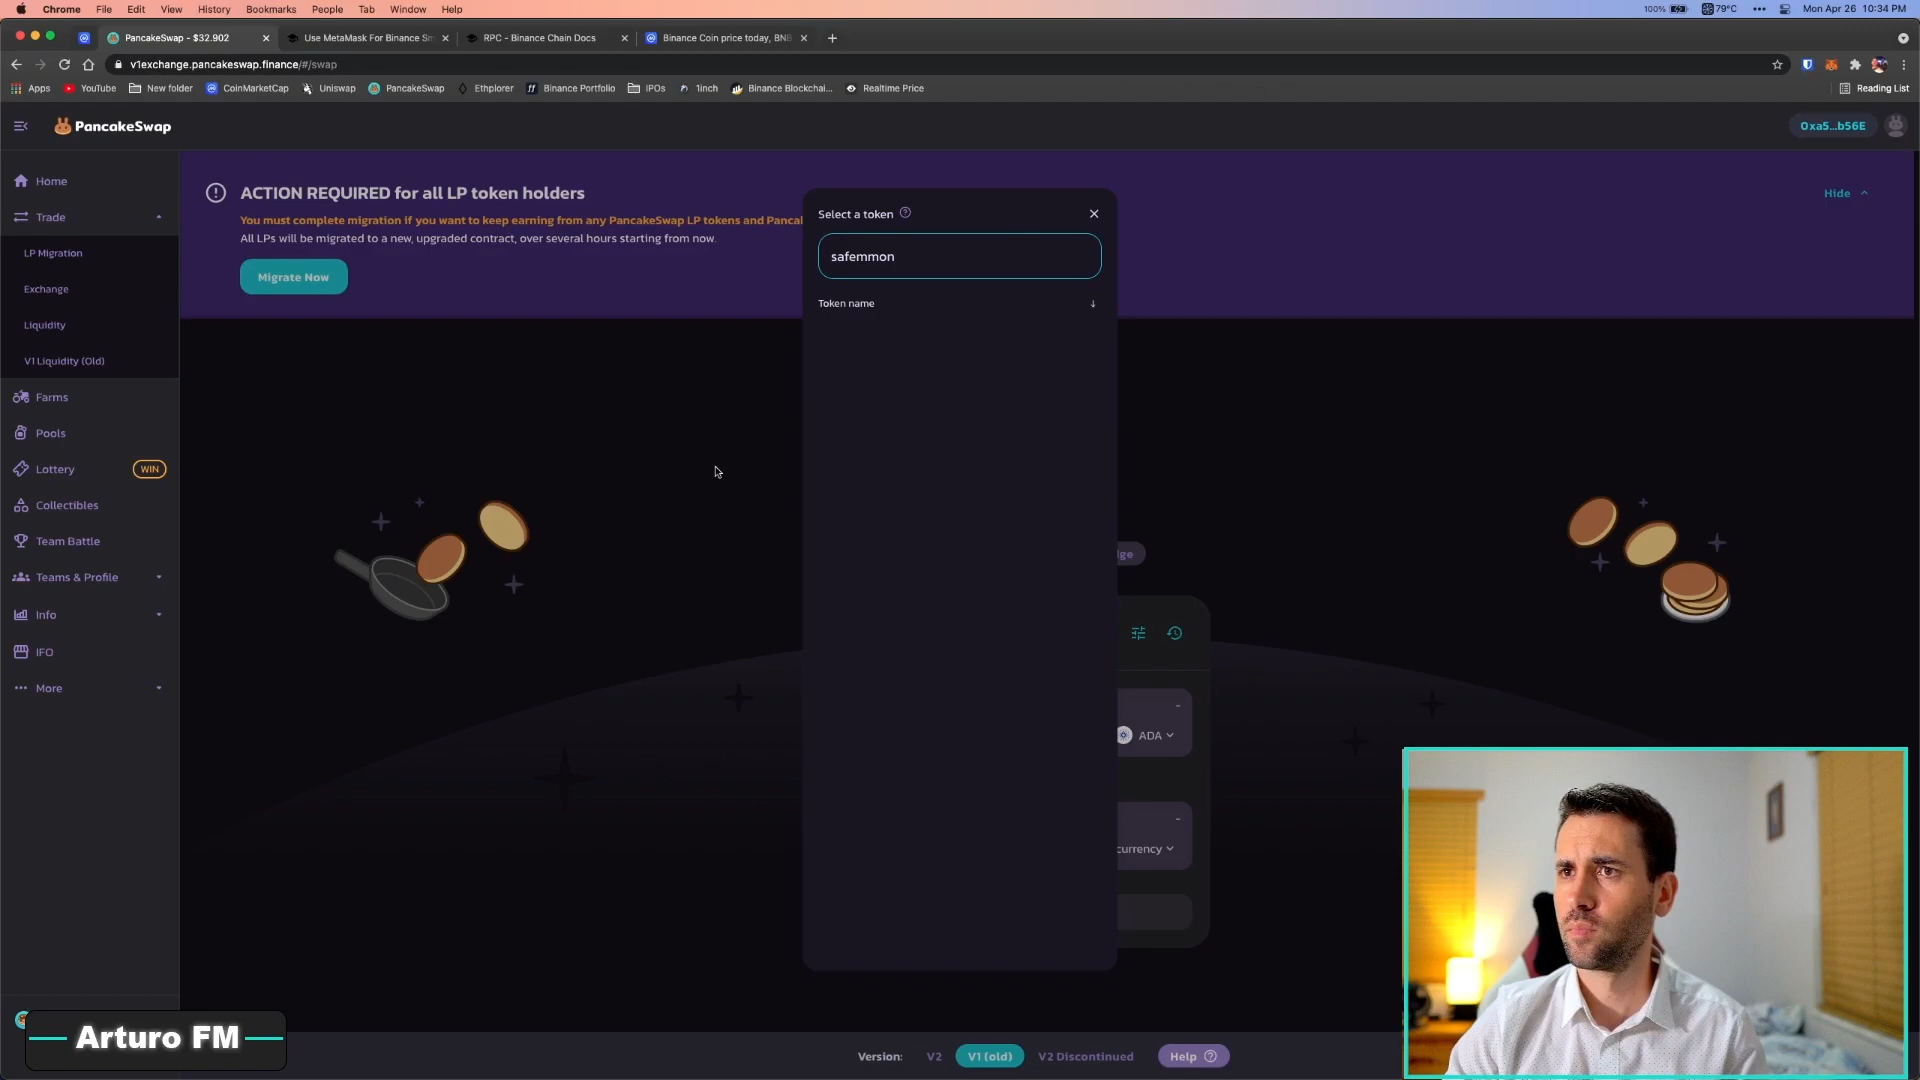 Chrome File Edit View History Bookmarks People Tab Window Help
100% 79°C Mon Apr 26 10:34 PM
PancakeSwap - $32.902
Use MetaMask For Binance Sm
RPC - Binance Chain Docs
Binance Coin price today, BNB
v1exchange.pancakeswap.finance/#/swap
Apps YouTube New folder CoinMarketCap Uniswap PancakeSwap Ethplorer Binance Portfolio IPOs 1inch Binance Blockchai... Realtime Price Reading List
PancakeSwap
0xa5...b56E
Home
Trade
LP Migration
Exchange
Liquidity
V1 Liquidity (Old)
Farms
Pools
Lottery WIN
Collectibles
Team Battle
Teams & Profile
Info
IFO
More
ACTION REQUIRED for all LP token holders
Hide
You must complete migration if you want to keep earning from any PancakeSwap LP tokens and Pancak
All LPs will be migrated to a new, upgraded contract, over several hours starting from now.
Migrate Now
Select a token
safemmon
Token name
ge
-
ADA
-
currency
Version: V2 V1 (old) V2 Discontinued Help
Arturo FM